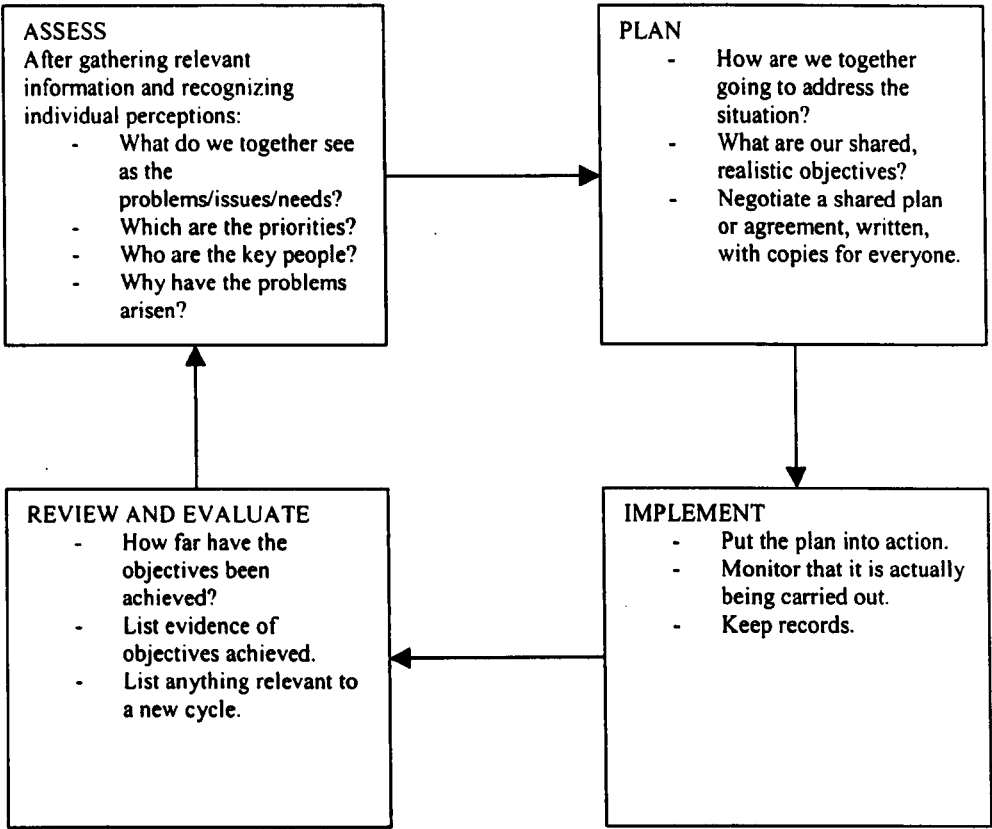 ASSESS
After gathering relevant
information and recognizing
individual perceptions:
- What do we together see
as the
problems/issues/needs?
- Which are the priorities?
- Who are the key people?
- Why have the problems
arisen?
PLAN
- How are we together
going to address the
situation?
- What are our shared,
realistic objectives?
- Negotiate a shared plan
or agreement, written,
with copies for everyone.
REVIEW AND EVALUATE
- How far have the
objectives been
achieved?
- List evidence of
objectives achieved.
- List anything relevant to
a new cycle.
IMPLEMENT
- Put the plan into action.
- Monitor that it is actually
being carried out.
- Keep records.